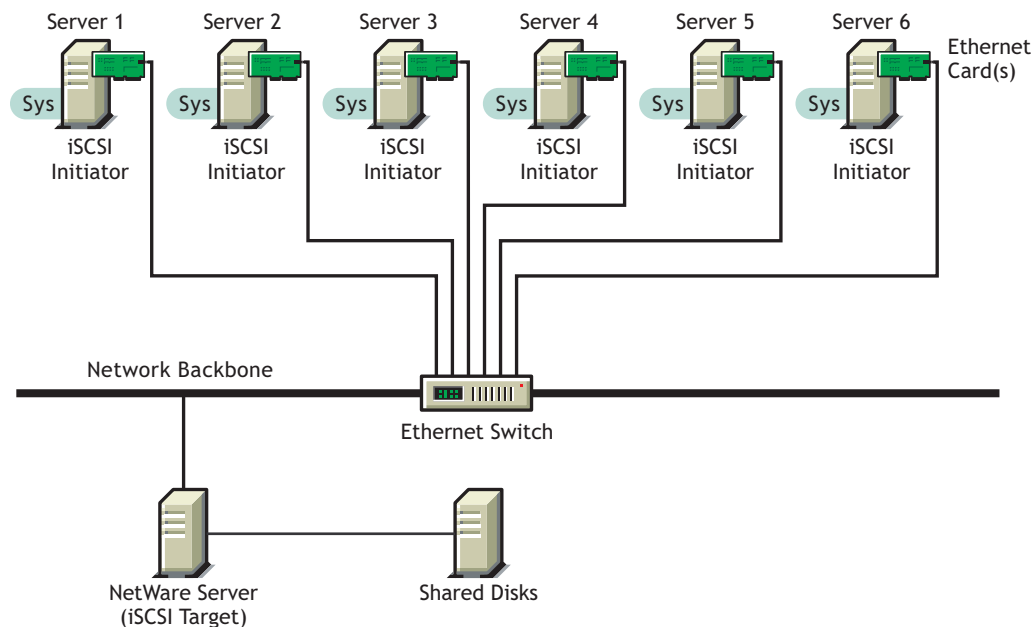 Server 1
Server 2
Server 3
Server 4
Server 5
Server 6
Ethernet
Card(s)
Sys
Sys
Sys
Sys
Sys
Sys
iSCSI
Initiator
iSCSI
Initiator
iSCSI
Initiator
iSCSI
Initiator
iSCSI
Initiator
iSCSI
Initiator
Network Backbone
Ethernet Switch
NetWare Server
(iSCSI Target)
Shared Disks